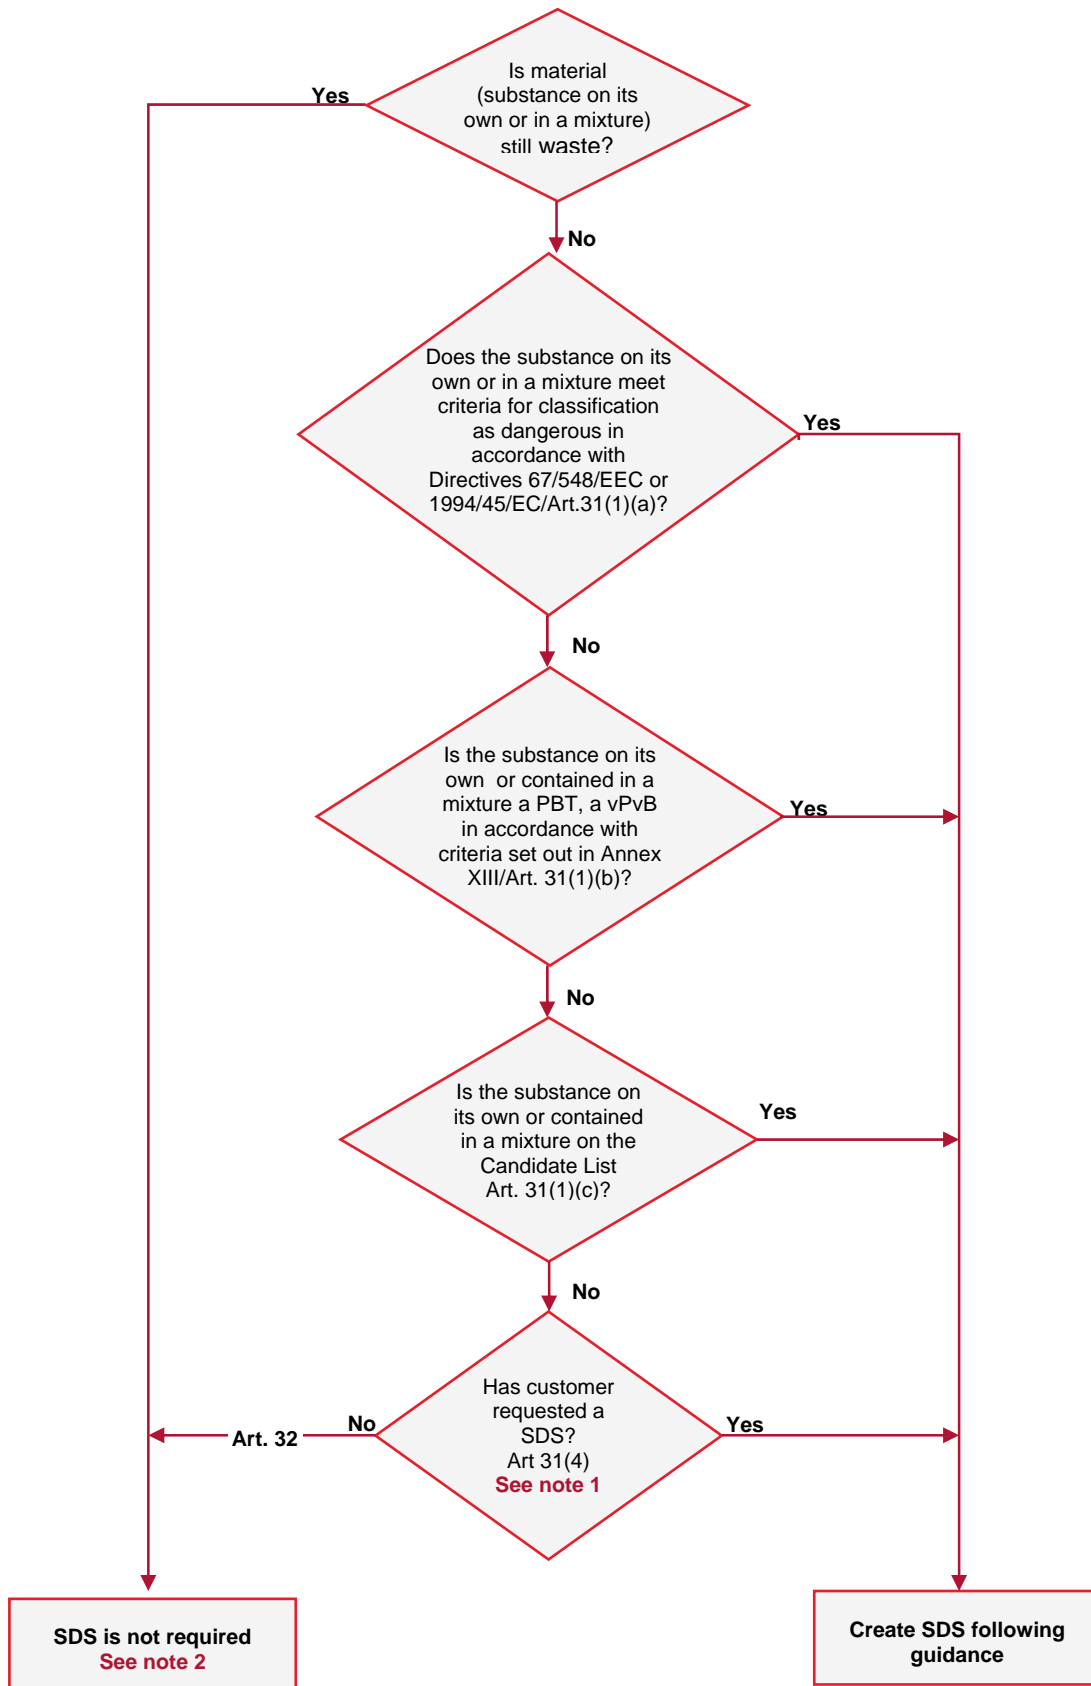 Is material
(substance on its
own or in a mixture)
still waste?
Yes
No
Does the substance on its
own or in a mixture meet
criteria for classification
as dangerous in
accordance with
Directives 67/548/EEC or
1994/45/EC/Art.31(1)(a)?
Yes
No
Is the substance on its
own or contained in a
mixture a PBT, a vPvB
in accordance with
criteria set out in Annex
XIII/Art. 31(1)(b)?
Yes
No
Is the substance on
its own or contained
in a mixture on the
Candidate List
Art. 31(1)(c)?
Yes
No
Has customer
requested a
SDS?
Art 31(4)
See note 1
No
Art. 32
Yes
SDS is not required
See note 2
Create SDS following
guidance